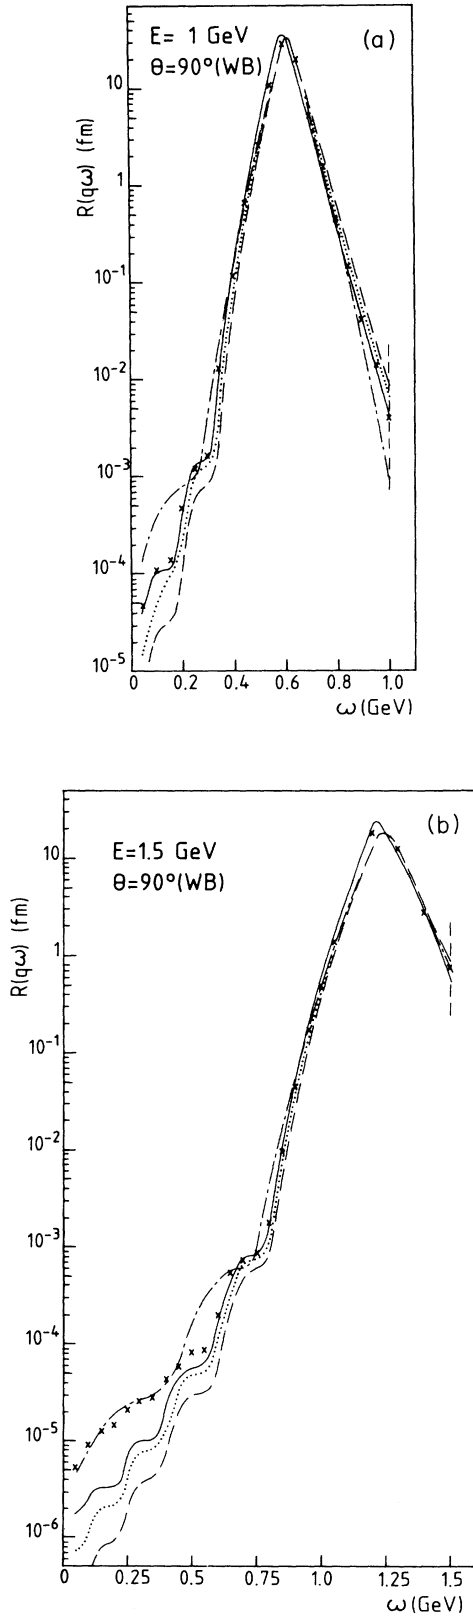 E= 1 GeV
θ=90°(WB)
(a)
R(qω) (fm)
10
1
10⁻¹
10⁻²
10⁻³
10⁻⁴
10⁻⁵
0 0.2 0.4 0.6 0.8 1.0
ω(GeV)
(b)
E=1.5 GeV
θ=90°(WB)
R(qω) (fm)
10
1
10⁻¹
10⁻²
10⁻³
10⁻⁴
10⁻⁵
10⁻⁶
0 0.25 0.5 0.75 1.0 1.25 1.5
ω(GeV)